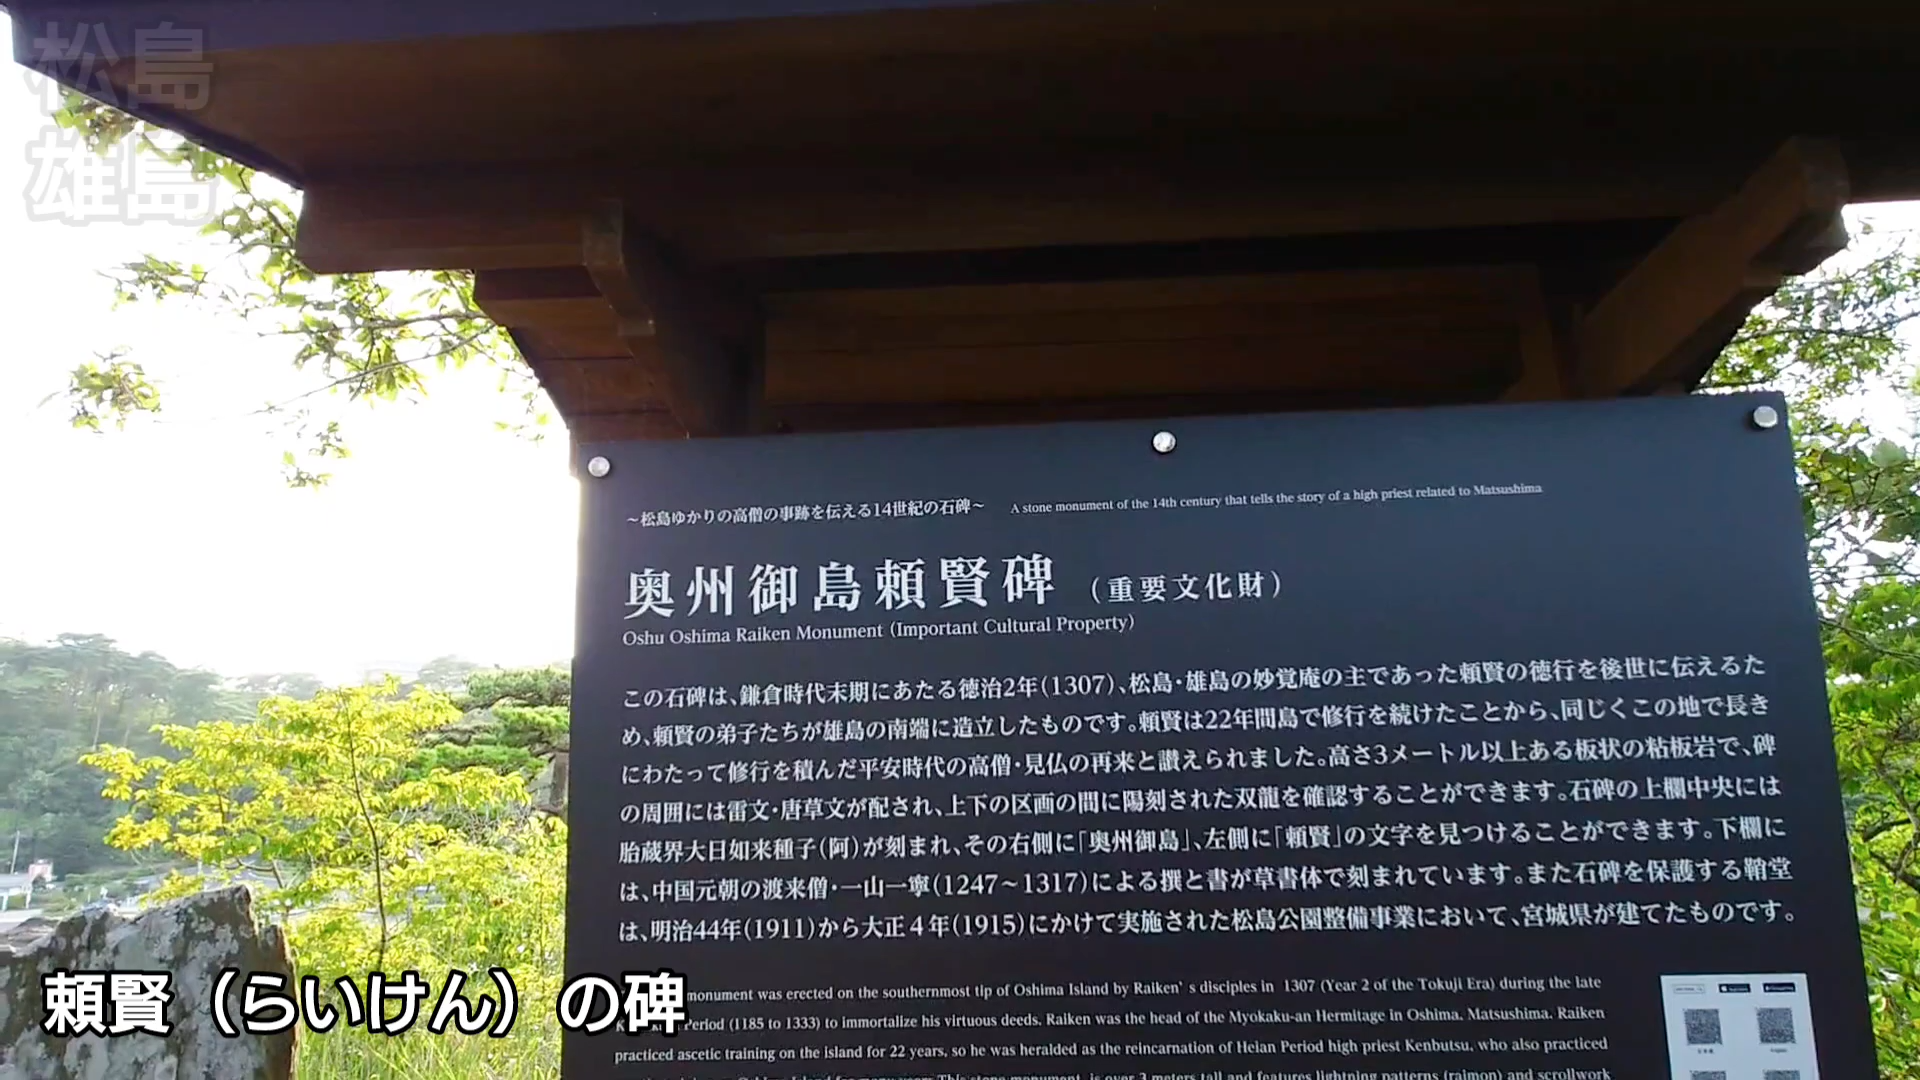 松島
雄島
～松島ゆかりの高僧の事跡を伝える14世紀の石碑～ A stone monument of the 14th century that tells the story of a high priest related to Matsushima
奥州御島頼賢碑 （重要文化財）
Oshu Oshima Raiken Monument (Important Cultural Property)
この石碑は、鎌倉時代末期にあたる徳治2年(1307)、松島・雄島の妙覚庵の主であった頼賢の徳行を後世に伝えるた
め、頼賢の弟子たちが雄島の南端に造立したものです。頼賢は22年間島で修行を続けたことから、同じくこの地で長き
にわたって修行を積んだ平安時代の高僧・見仏の再来と讃えられました。高さ3メートル以上ある板状の粘板岩で、碑
の周囲には雷文・唐草文が配され、上下の区画の間に陽刻された双龍を確認することができます。石碑の上欄中央には
胎蔵界大日如来種子(阿)が刻まれ、その右側に「奥州御島」、左側に「頼賢」の文字を見つけることができます。下欄に
は、中国元朝の渡来僧・一山一寧(1247～1317)による撰と書が草書体で刻まれています。また石碑を保護する鞘堂
は、明治44年(1911)から大正４年(1915)にかけて実施された松島公園整備事業において、宮城県が建てたものです。
monument was erected on the southernmost tip of Oshima Island by Raiken's disciples in 1307 (Year 2 of the Tokuji Era) during the late
Period (1185 to 1333) to immortalize his virtuous deeds. Raiken was the head of the Myokaku-an Hermitage in Oshima, Matsushima. Raiken
practiced ascetic training on the island for 22 years, so he was heralded as the reincarnation of Heian Period high priest Kenbutsu, who also practiced
This stone monument is over 3 meters tall and features lightning patterns (raimon) and scrollwork
頼賢（らいけん）の碑